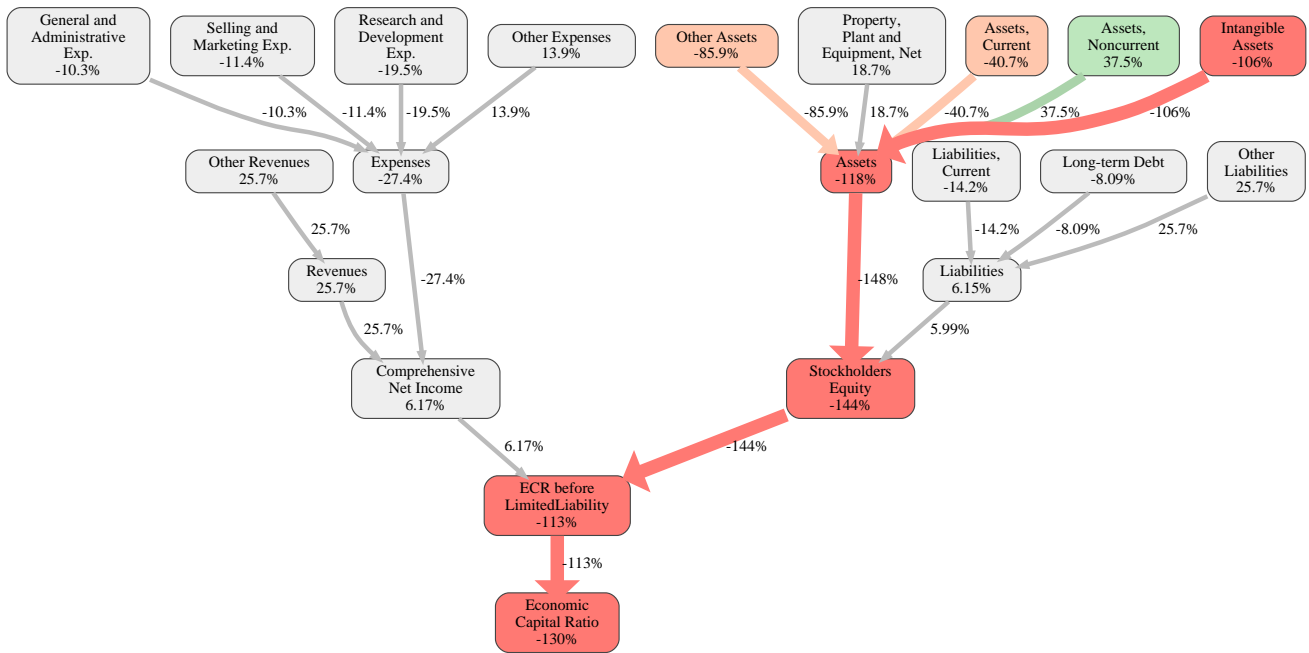 General and
Administrative
Exp.
-10.3%
Selling and
Marketing Exp.
-11.4%
Research and
Development
Exp.
-19.5%
Other Expenses
13.9%
Other Assets
-85.9%
Property,
Plant and
Equipment, Net
18.7%
Assets,
Current
-40.7%
Assets,
Noncurrent
37.5%
Intangible
Assets
-106%
-10.3%
-11.4%
-19.5%
13.9%
-85.9%
18.7%
-40.7%
37.5%
-106%
Other Revenues
25.7%
Expenses
-27.4%
Assets
-118%
Liabilities,
Current
-14.2%
Long-term Debt
-8.09%
Other
Liabilities
25.7%
25.7%
-14.2%
-8.09%
25.7%
Revenues
25.7%
-27.4%
-148%
Liabilities
6.15%
25.7%
5.99%
Comprehensive
Net Income
6.17%
Stockholders
Equity
-144%
6.17%
-144%
ECR before
LimitedLiability
-113%
-113%
Economic
Capital Ratio
-130%